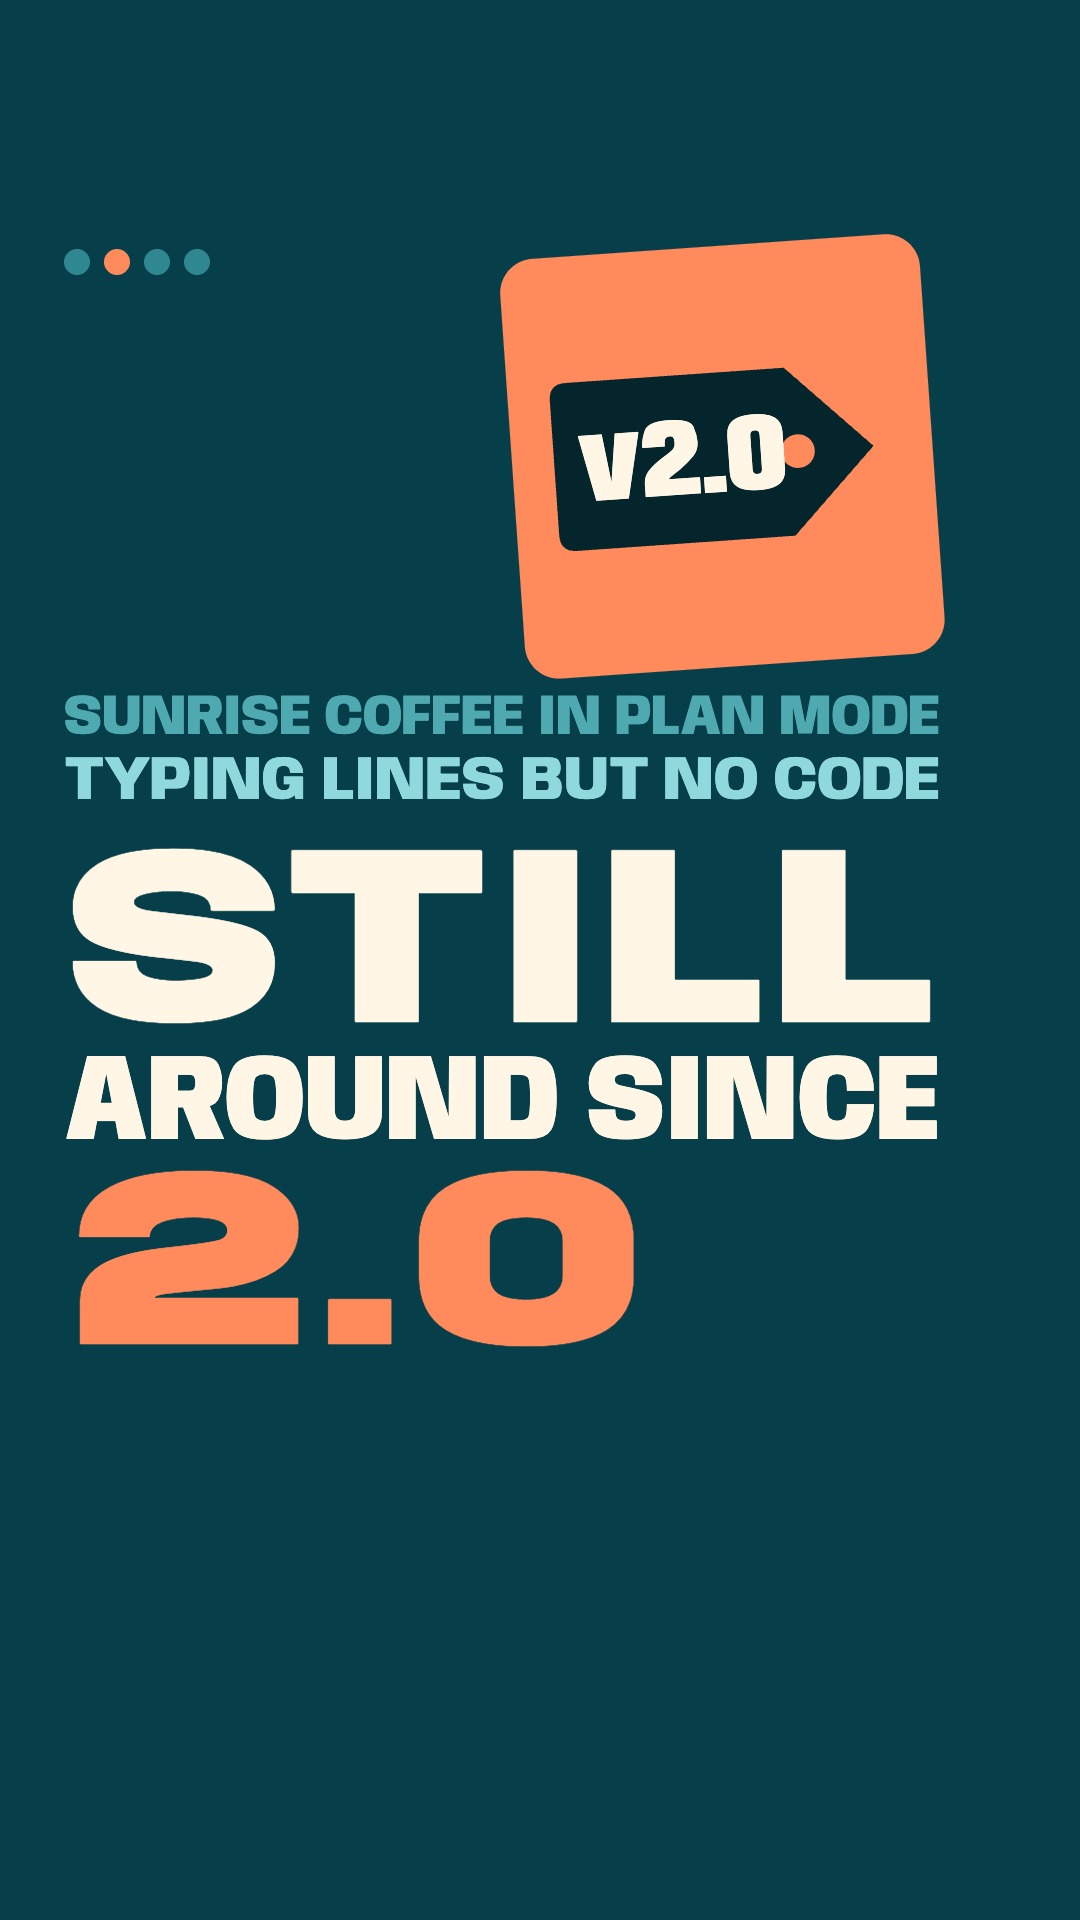 v2.0
SUNRISE COFFEE IN PLAN MODE
TYPING LINES BUT NO CODE
STILL
AROUND SINCE
2.0